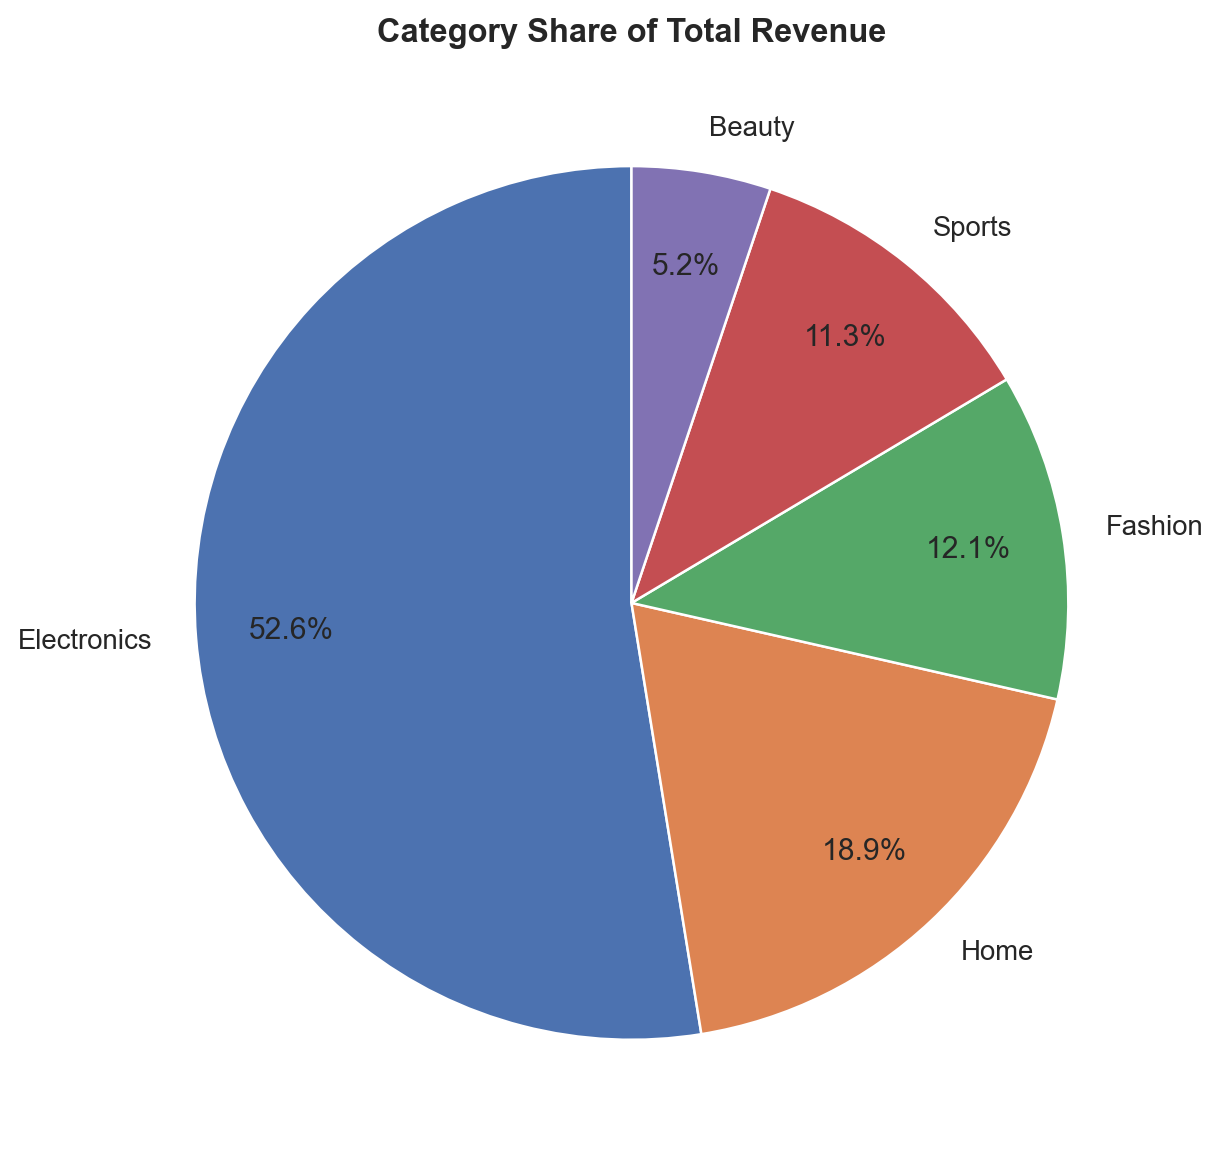 Category Share of Total Revenue
Beauty
Sports
5.2%
11.3%
Fashion
12.1%
52.6%
Electronics
18.9%
Home